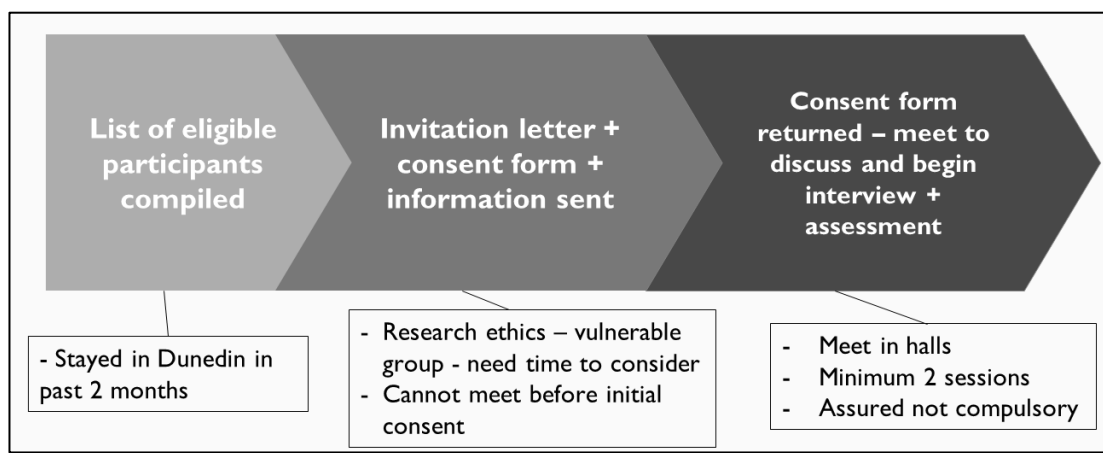 List of eligible
participants
compiled
Invitation letter +
consent form +
information sent
Consent form
returned – meet to
discuss and begin
interview +
assessment
- Stayed in Dunedin in
past 2 months
- Research ethics – vulnerable
group - need time to consider
- Cannot meet before initial
consent
- Meet in halls
- Minimum 2 sessions
- Assured not compulsory